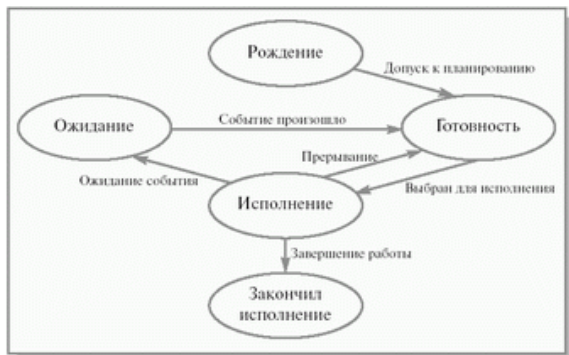 Рождение
Допуск к планированию
Ожидание
Событие произошло
Готовность
Прерывание
Ожидание события
Выбран для исполнения
Исполнение
Завершение работы
Закончил
исполнение